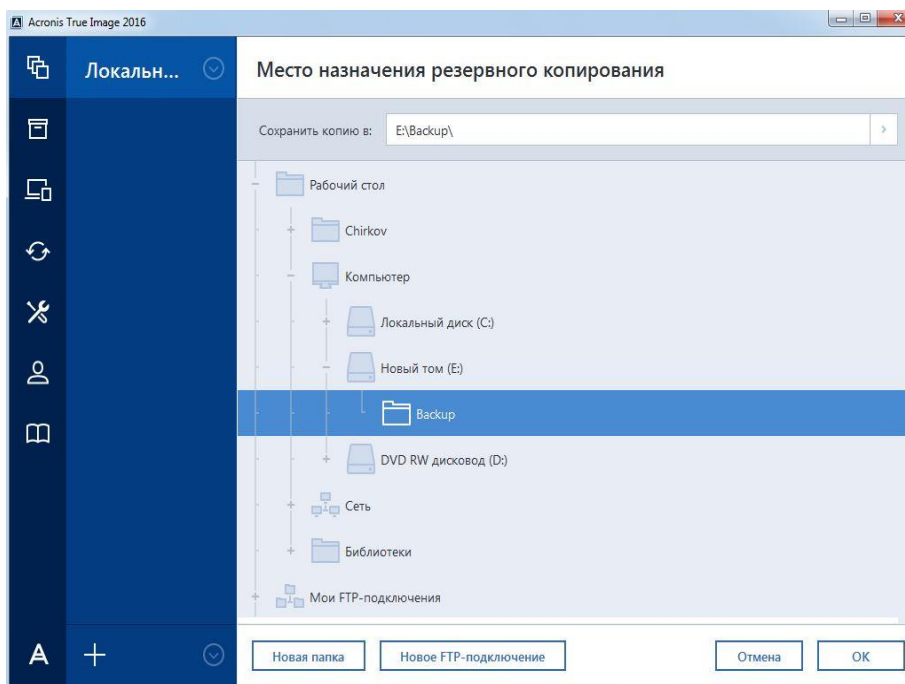 Acronis True Image 2016
Локальн...
Место назначения резервного копирования
Сохранить копию в: E:\Backup\
Рабочий стол
Chirkov
Компьютер
Локальный диск (C:)
Новый том (E:)
Backup
DVD RW дисковод (D:)
Сеть
Библиотеки
Мои FTP-подключения
Новая папка Новое FTP-подключение Отмена OK